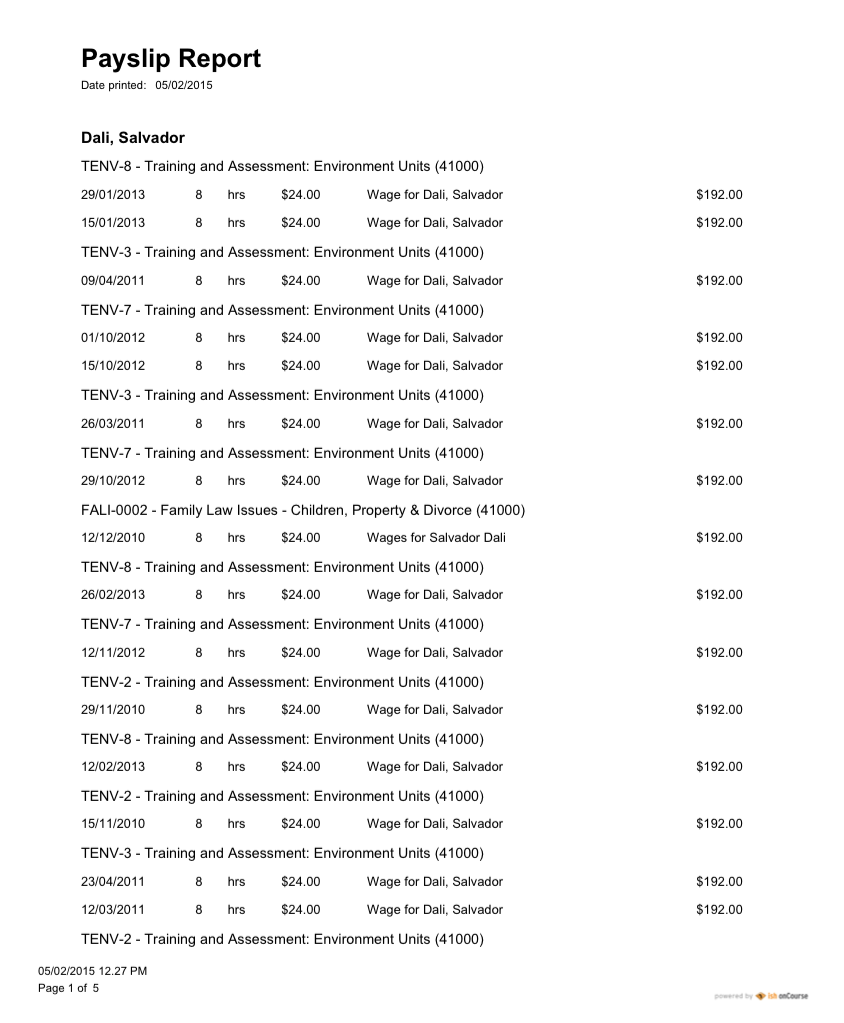 Payslip Report
Date printed: 05/02/2015
Dali, Salvador
TENV-8 - Training and Assessment: Environment Units (41000)
29/01/2013 8 hrs $24.00 Wage for Dali, Salvador $192.00
15/01/2013 8 hrs $24.00 Wage for Dali, Salvador $192.00
TENV-3 - Training and Assessment: Environment Units (41000)
09/04/2011 8 hrs $24.00 Wage for Dali, Salvador $192.00
TENV-7 - Training and Assessment: Environment Units (41000)
01/10/2012 8 hrs $24.00 Wage for Dali, Salvador $192.00
15/10/2012 8 hrs $24.00 Wage for Dali, Salvador $192.00
TENV-3 - Training and Assessment: Environment Units (41000)
26/03/2011 8 hrs $24.00 Wage for Dali, Salvador $192.00
TENV-7 - Training and Assessment: Environment Units (41000)
29/10/2012 8 hrs $24.00 Wage for Dali, Salvador $192.00
FALI-0002 - Family Law Issues - Children, Property & Divorce (41000)
12/12/2010 8 hrs $24.00 Wages for Salvador Dali $192.00
TENV-8 - Training and Assessment: Environment Units (41000)
26/02/2013 8 hrs $24.00 Wage for Dali, Salvador $192.00
TENV-7 - Training and Assessment: Environment Units (41000)
12/11/2012 8 hrs $24.00 Wage for Dali, Salvador $192.00
TENV-2 - Training and Assessment: Environment Units (41000)
29/11/2010 8 hrs $24.00 Wage for Dali, Salvador $192.00
TENV-8 - Training and Assessment: Environment Units (41000)
12/02/2013 8 hrs $24.00 Wage for Dali, Salvador $192.00
TENV-2 - Training and Assessment: Environment Units (41000)
15/11/2010 8 hrs $24.00 Wage for Dali, Salvador $192.00
TENV-3 - Training and Assessment: Environment Units (41000)
23/04/2011 8 hrs $24.00 Wage for Dali, Salvador $192.00
12/03/2011 8 hrs $24.00 Wage for Dali, Salvador $192.00
TENV-2 - Training and Assessment: Environment Units (41000)
05/02/2015 12.27 PM
Page 1 of 5
powered by ish onCourse